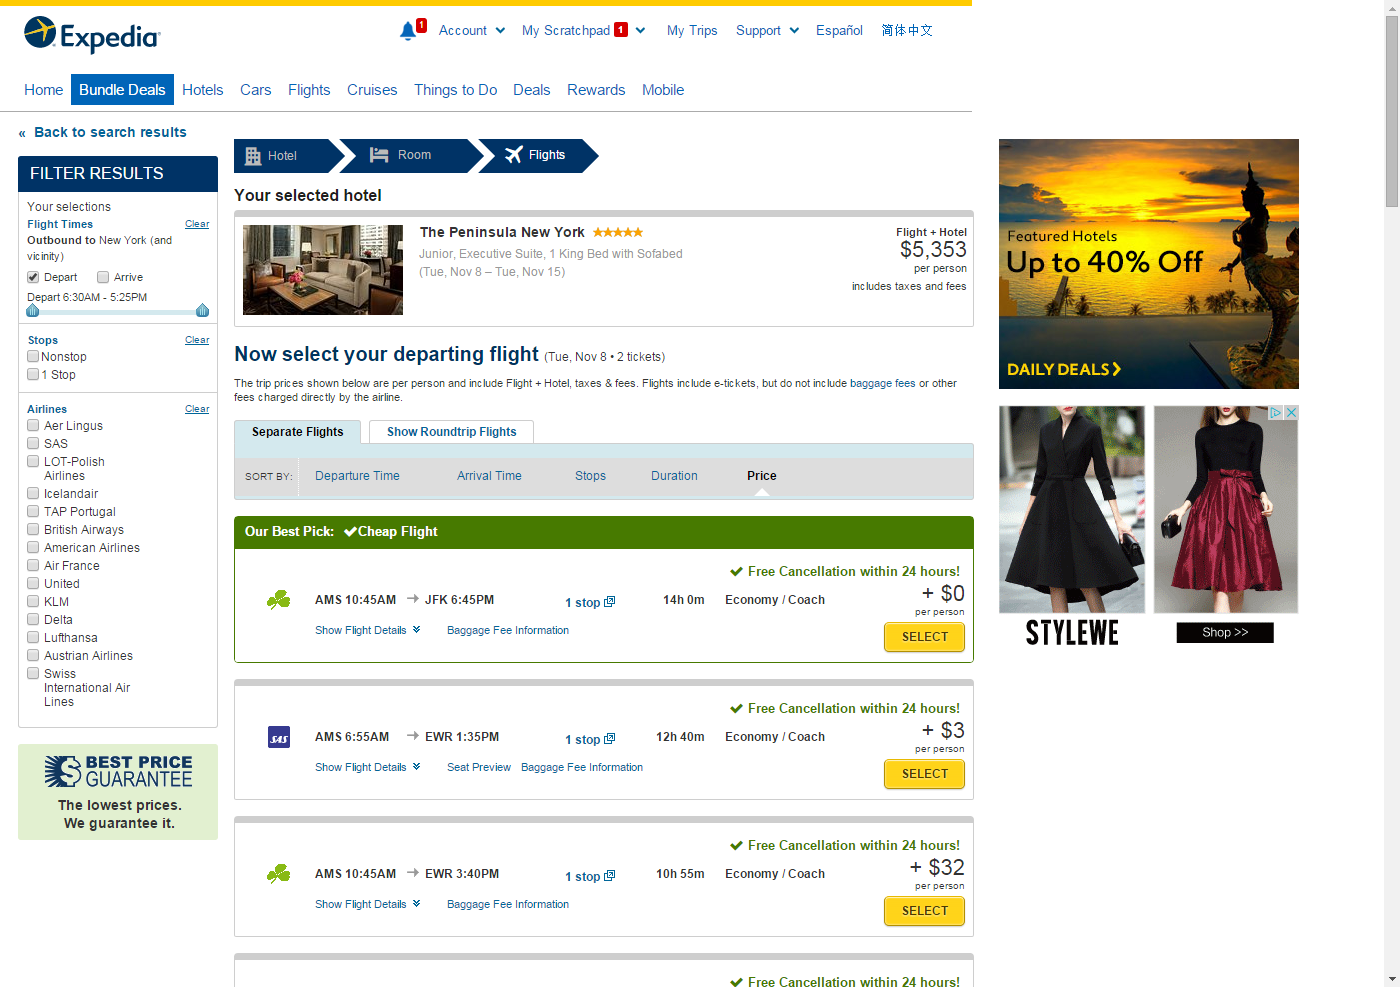 Expedia
1
Account
My Scratchpad 1
My Trips
Support
Español
简体中文
Home
Bundle Deals
Hotels
Cars
Flights
Cruises
Things to Do
Deals
Rewards
Mobile
« Back to search results
FILTER RESULTS
Your selections
Flight Times Clear
Outbound to New York (and
vicinity)
Depart Arrive
Depart 6:30AM - 5:25PM
Stops Clear
Nonstop
1 Stop
Airlines Clear
Aer Lingus
SAS
LOT-Polish
Airlines
Icelandair
TAP Portugal
British Airways
American Airlines
Air France
United
KLM
Delta
Lufthansa
Austrian Airlines
Swiss
International Air
Lines
BEST PRICE
GUARANTEE
The lowest prices.
We guarantee it.
Hotel
Room
Flights
Your selected hotel
The Peninsula New York
Junior, Executive Suite, 1 King Bed with Sofabed
(Tue, Nov 8 – Tue, Nov 15)
Flight + Hotel
$5,353
per person
includes taxes and fees
Now select your departing flight (Tue, Nov 8 • 2 tickets)
The trip prices shown below are per person and include Flight + Hotel, taxes & fees. Flights include e-tickets, but do not include baggage fees or other
fees charged directly by the airline.
Separate Flights
Show Roundtrip Flights
SORT BY: Departure Time Arrival Time Stops Duration Price
Our Best Pick: Cheap Flight
Free Cancellation within 24 hours!
AMS 10:45AM JFK 6:45PM 1 stop 14h 0m Economy / Coach + $0
per person
Show Flight Details Baggage Fee Information
SELECT
Free Cancellation within 24 hours!
SAS
AMS 6:55AM EWR 1:35PM 1 stop 12h 40m Economy / Coach + $3
per person
Show Flight Details Seat Preview Baggage Fee Information
SELECT
Free Cancellation within 24 hours!
AMS 10:45AM EWR 3:40PM 1 stop 10h 55m Economy / Coach + $32
per person
Show Flight Details Baggage Fee Information
SELECT
Free Cancellation within 24 hours!
Featured Hotels
Up to 40% Off
DAILY DEALS
STYLEWE
Shop >>